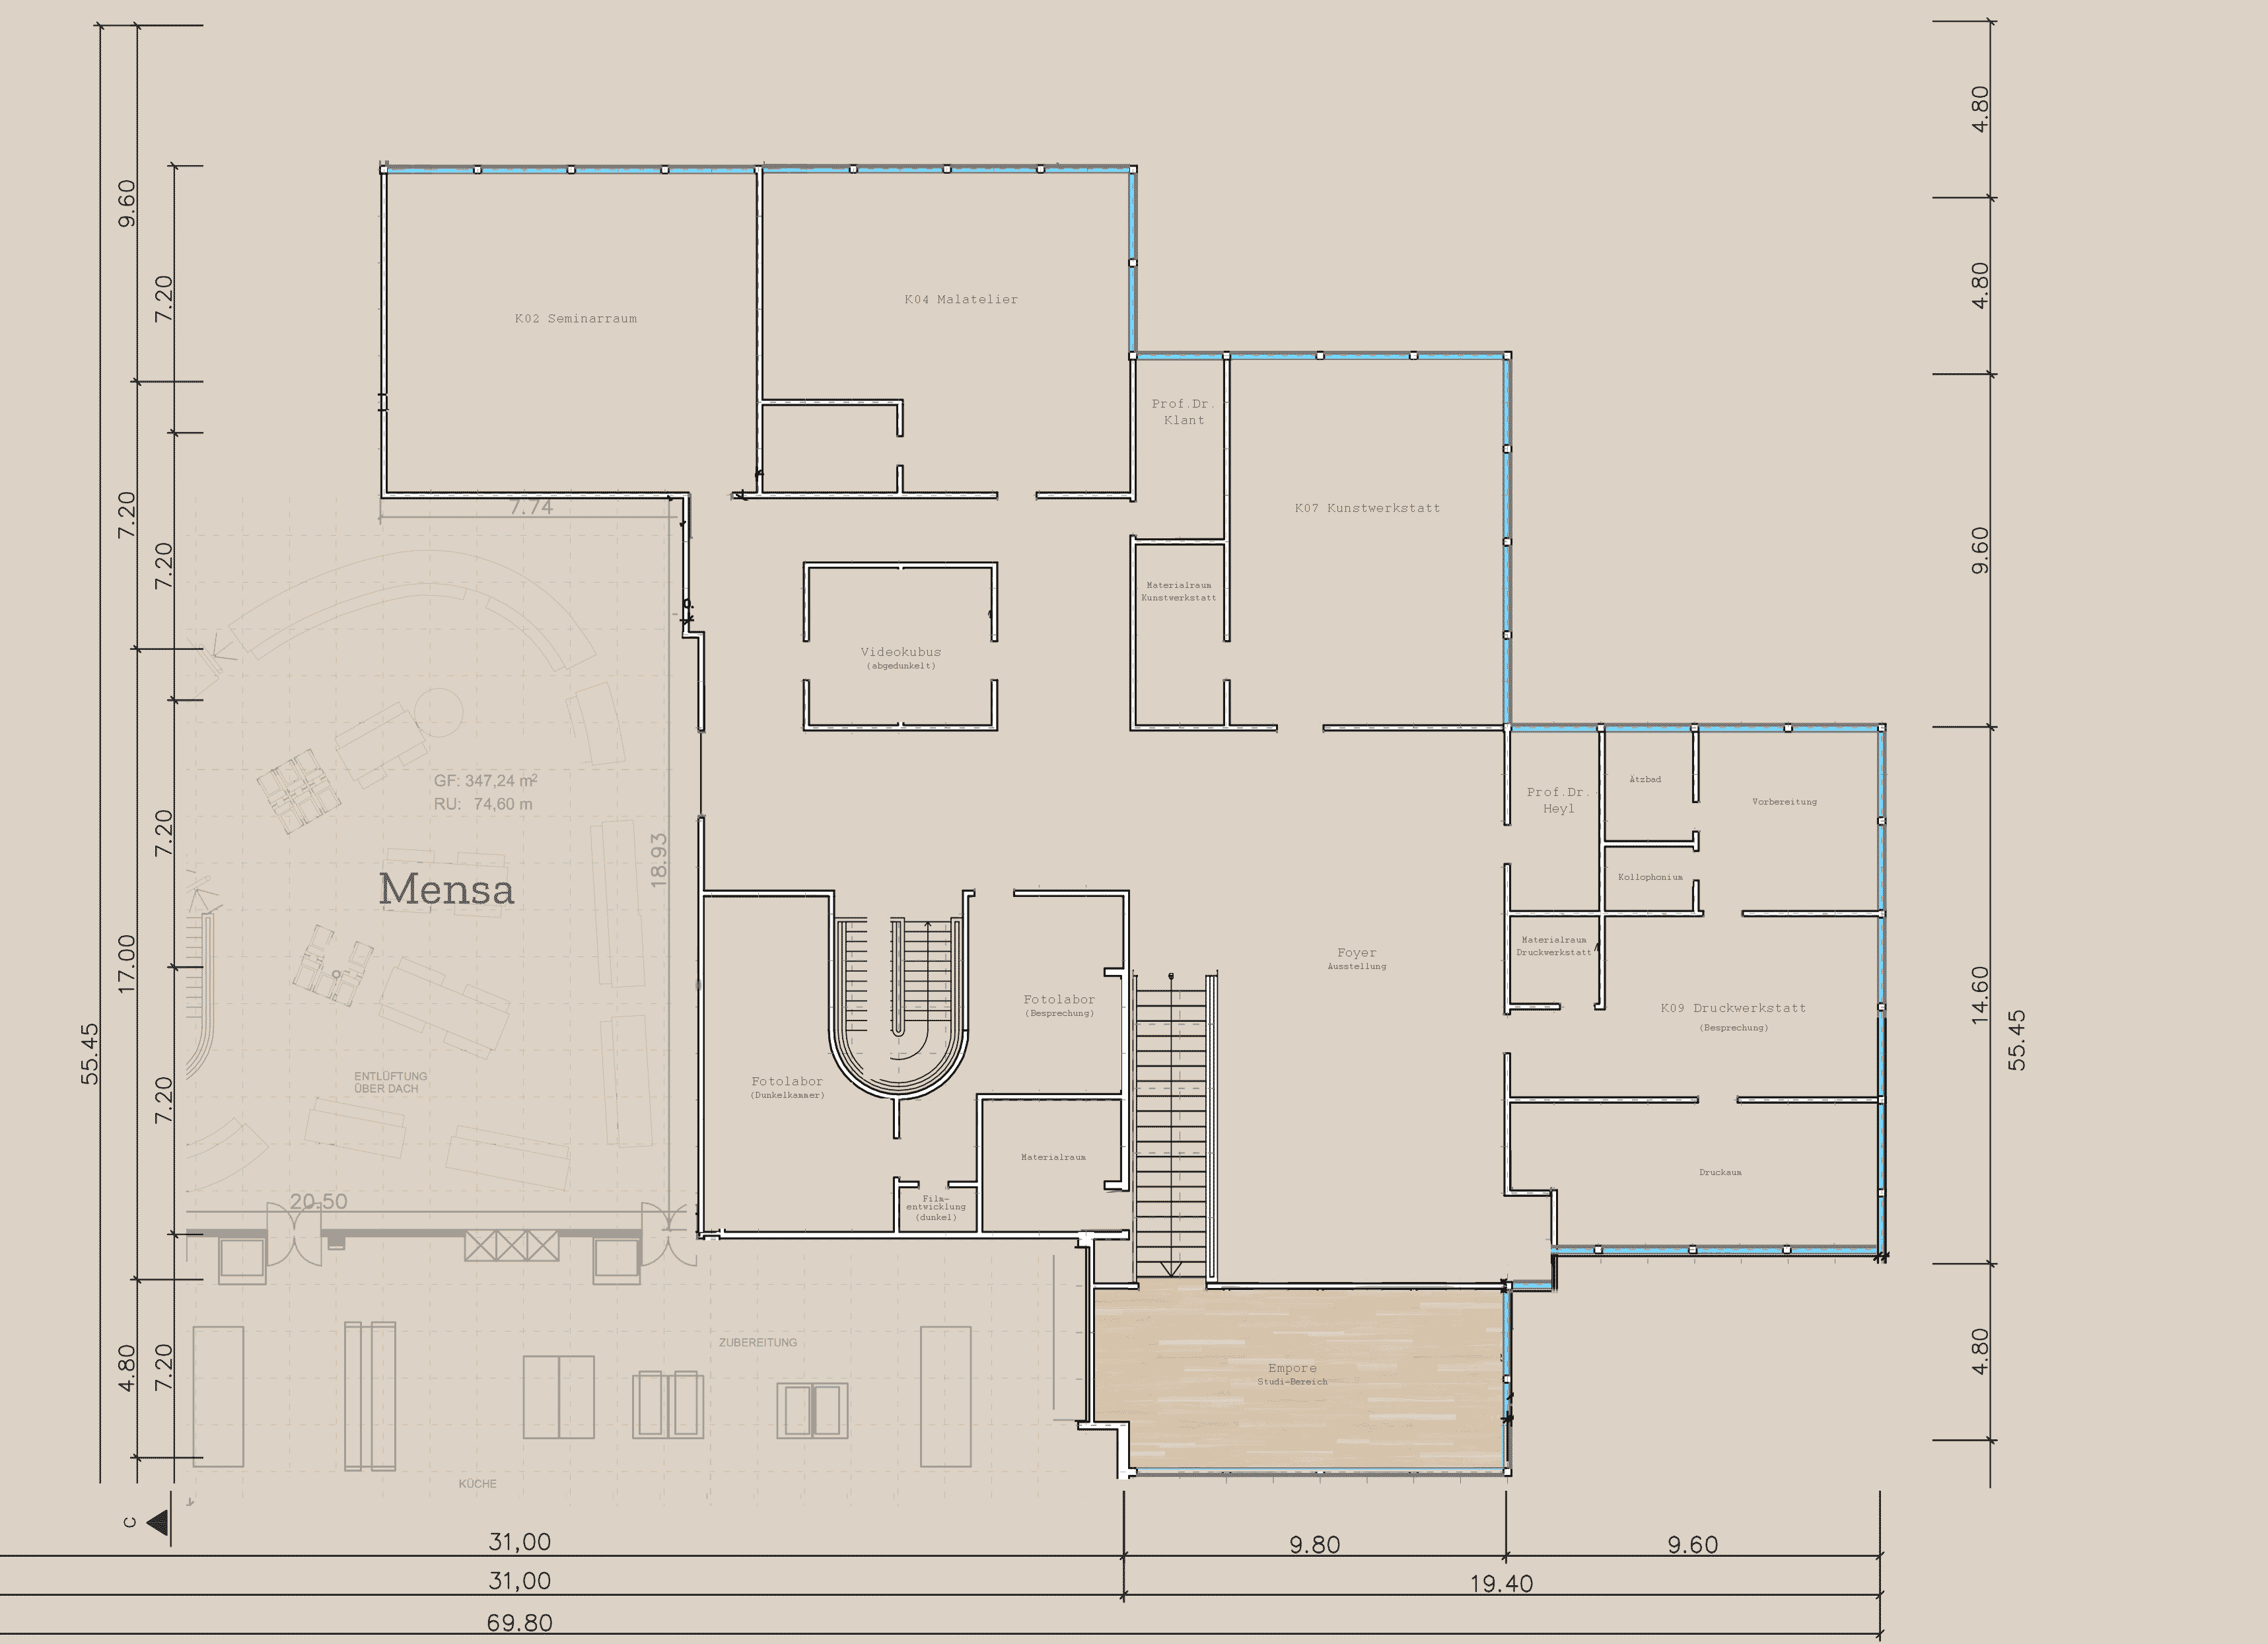 4.80
9.60
7.20
4.80
K04 Malatelier
K02 Seminarraum
Prof.Dr.
Klant
7.74
7.20
K07 Kunstwerkstatt
7.20
9.60
Materialraum
Kunstwerkstatt
Videokubus
(abgedunkelt)
GF: 347,24 m²
RU: 74,60 m
Prof.Dr.
Heyl
Ätzbad
Vorbereitung
7.20
18.93
Mensa
Kollophonium
17.00
Foyer
Ausstellung
Materialraum
Druckwerkstatt
Fotolabor
(Besprechung)
K09 Druckwerkstatt
(Besprechung)
14.60
55.45
55.45
ENTLÜFTUNG
ÜBER DACH
Fotolabor
(Dunkelkammer)
7.20
Materialraum
Druckaum
20.50
Film-
entwicklung
(dunkel)
ZUBEREITUNG
4.80
7.20
Empore
Studi-Bereich
4.80
KÜCHE
C
31,00
9.80
9.60
31,00
19.40
69.80